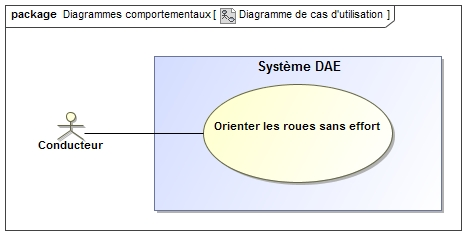 package Diagrammes comportementaux [ Diagramme de cas d'utilisation ]
Système DAE
Orienter les roues sans effort
Conducteur